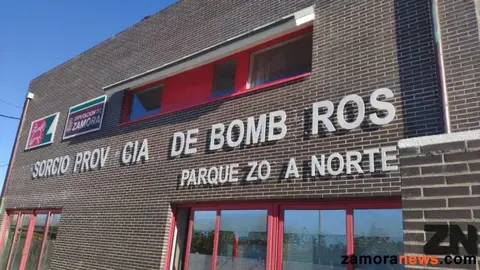 ZAMORA
SORCIO PROV CIA DE BOMB ROS
PARQUE ZO A NORTE
ZN
zamoranews.com